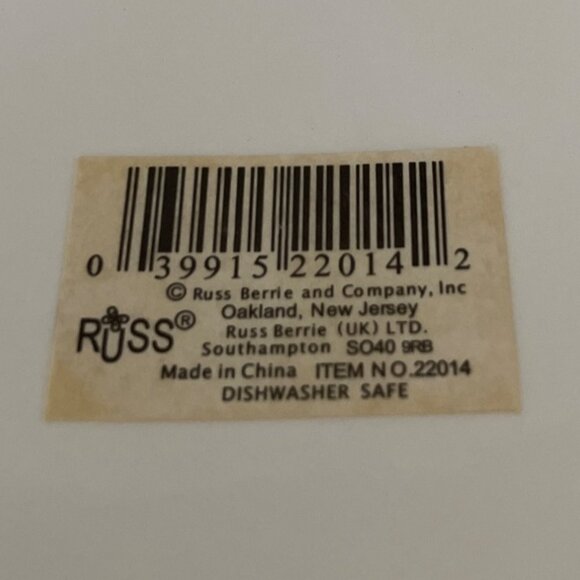 0 39915 22014 2
© Russ Berrie and Company, Inc
Oakland, New Jersey
RUSS®
Russ Berrie (UK) LTD.
Southampton SO40 9RB
Made in China ITEM NO.22014
DISHWASHER SAFE